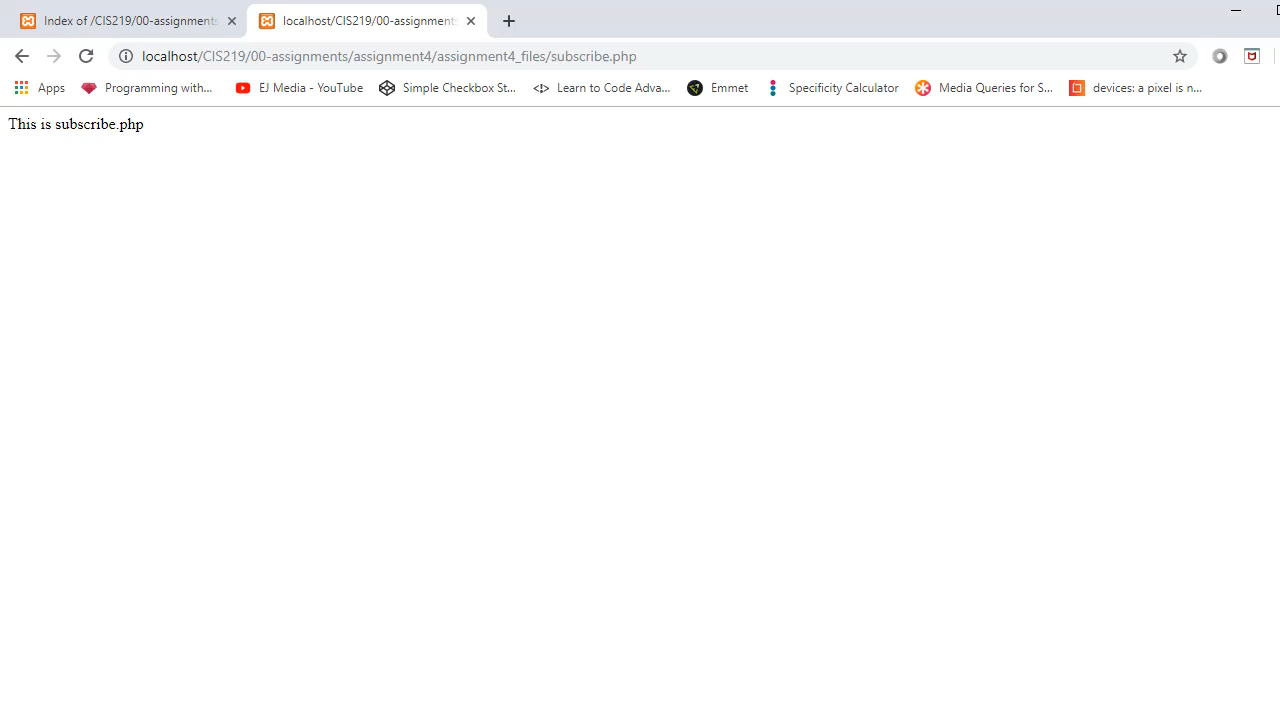 Index of /CIS219/00-assignments
localhost/CIS219/00-assignment
localhost/CIS219/00-assignments/assignment4/assignment4_files/subscribe.php
Apps Programming with... EJ Media - YouTube Simple Checkbox St... Learn to Code Adva... Emmet Specificity Calculator Media Queries for S... devices: a pixel is n...
This is subscribe.php